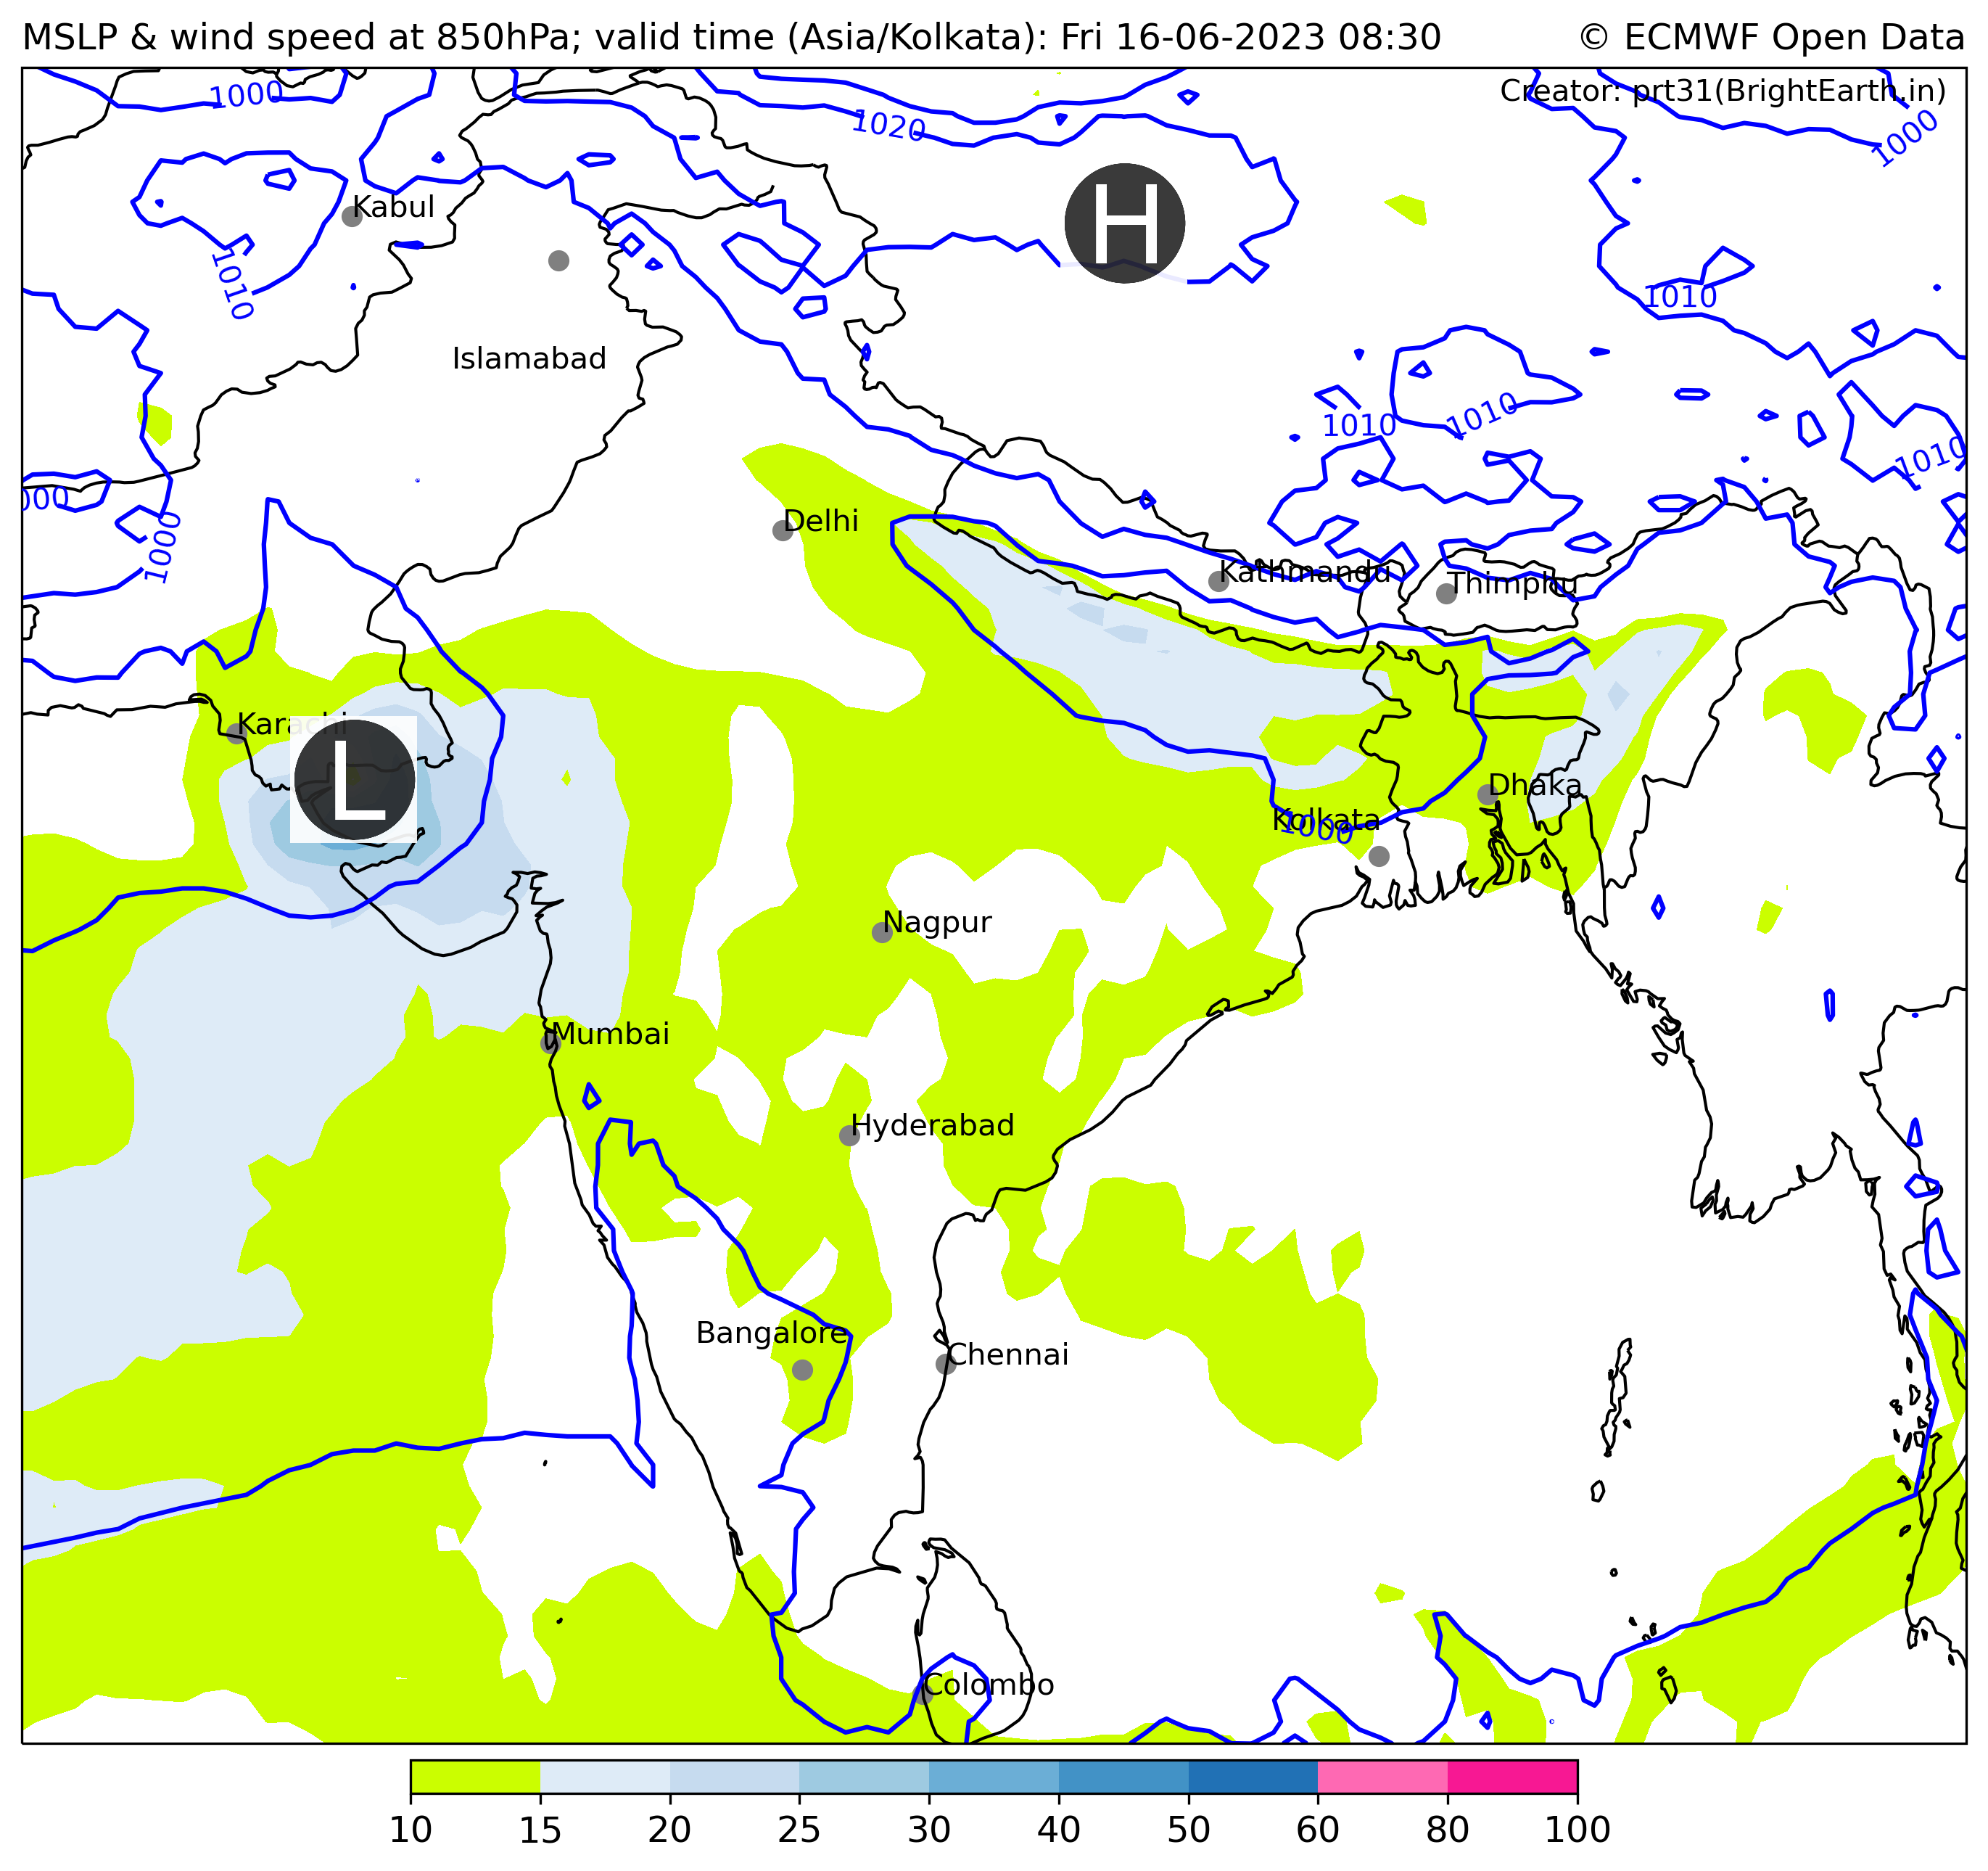 MSLP & wind speed at 850hPa; valid time (Asia/Kolkata): Fri 16-06-2023 08:30
© ECMWF Open Data
Creator: prt31(BrightEarth.in)
1000
1020
1000
Kabul
H
1010
1010
Islamabad
1010
1010
1010
000
Delhi
1000
Kathmandu
Thimphu
Karachi
L
Dhaka
Kolkata
1000
Nagpur
Mumbai
Hyderabad
Bangalore
Chennai
Colombo
10 15 20 25 30 40 50 60 80 100